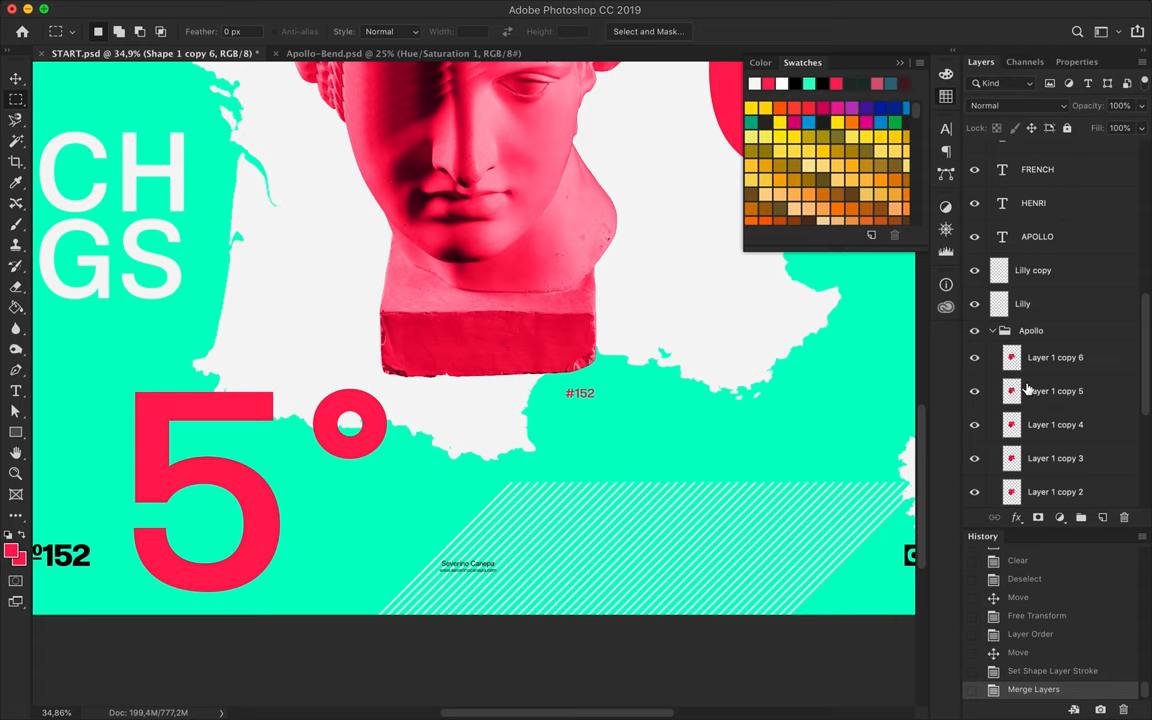 Adobe Photoshop CC 2019
Feather: 0 px
Anti-alias
Style: Normal
Width:
Height:
Select and Mask...
START.psd @ 34,9% (Shape 1 copy 6, RGB/8) *
Apollo-Bend.psd @ 25% (Hue/Saturation 1, RGB/8#)
Color
Swatches
Layers
Channels
Properties
Kind
Normal
Opacity: 100%
Lock:
Fill: 100%
FRENCH
HENRI
APOLLO
Lilly copy
Lilly
Apollo
Layer 1 copy 6
Layer 1 copy 5
Layer 1 copy 4
Layer 1 copy 3
Layer 1 copy 2
fx
History
Clear
Deselect
Move
Free Transform
Layer Order
Move
Set Shape Layer Stroke
Merge Layers
CH
GS
#152
5°
º152
Severino Canepa
www.severinocanepa.com
34,86%
Doc: 199,4M/777,2M